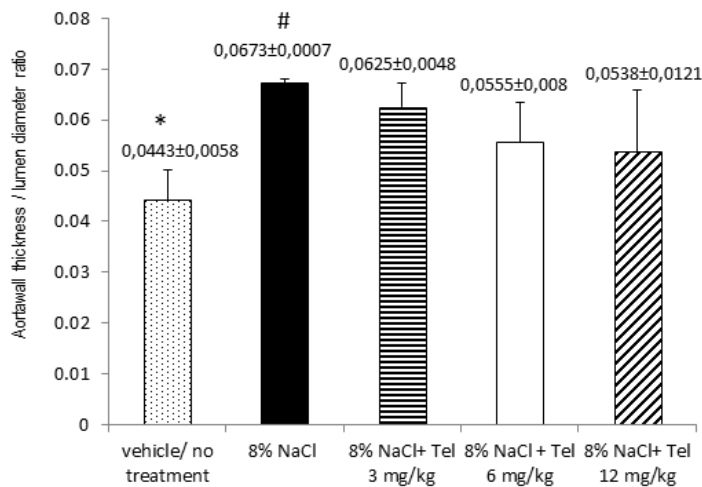 Aortawall thickness / lumen diameter ratio
0.08
0.07
0.06
0.05
0.04
0.03
0.02
0.01
0
*
0,0443±0,0058
#
0,0673±0,0007
0,0625±0,0048
0,0555±0,008
0,0538±0,0121
vehicle/ no
treatment
8% NaCl
8% NaCl+ Tel
3 mg/kg
8% NaCl + Tel
6 mg/kg
8% NaCl+ Tel
12 mg/kg